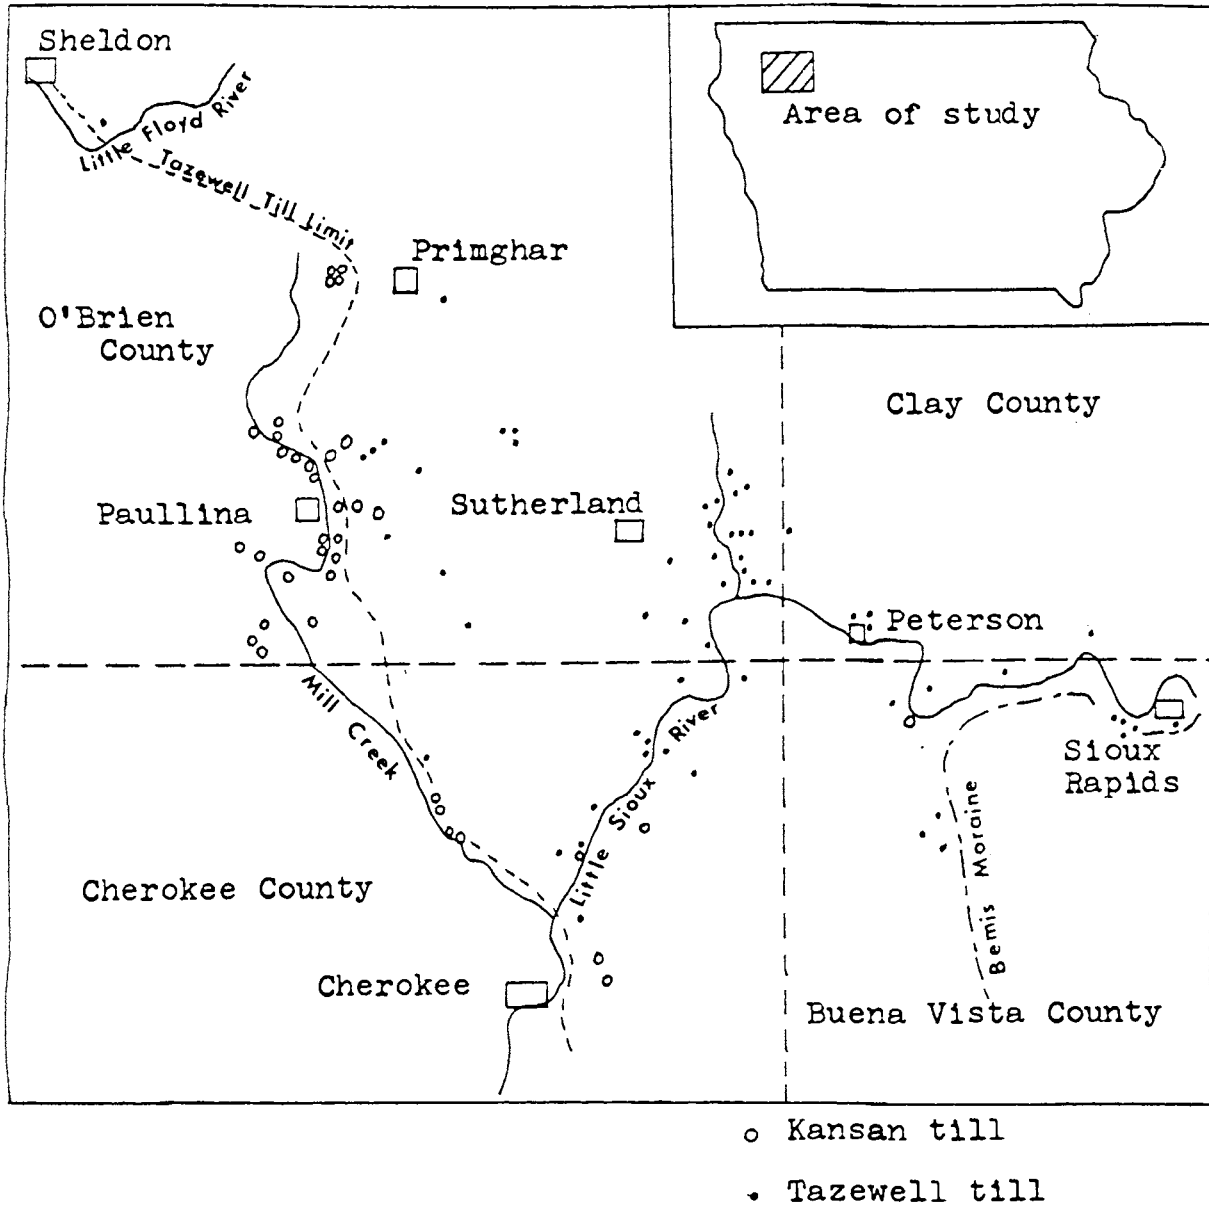 Sheldon
Area of study
Little Floyd River
Tazewell Till Limit
Primghar
O'Brien
County
Clay County
Paullina
Sutherland
Peterson
Mill Creek
Little Sioux River
Sioux
Rapids
Bemis Moraine
Cherokee County
Cherokee
Buena Vista County
Kansan till
Tazewell till